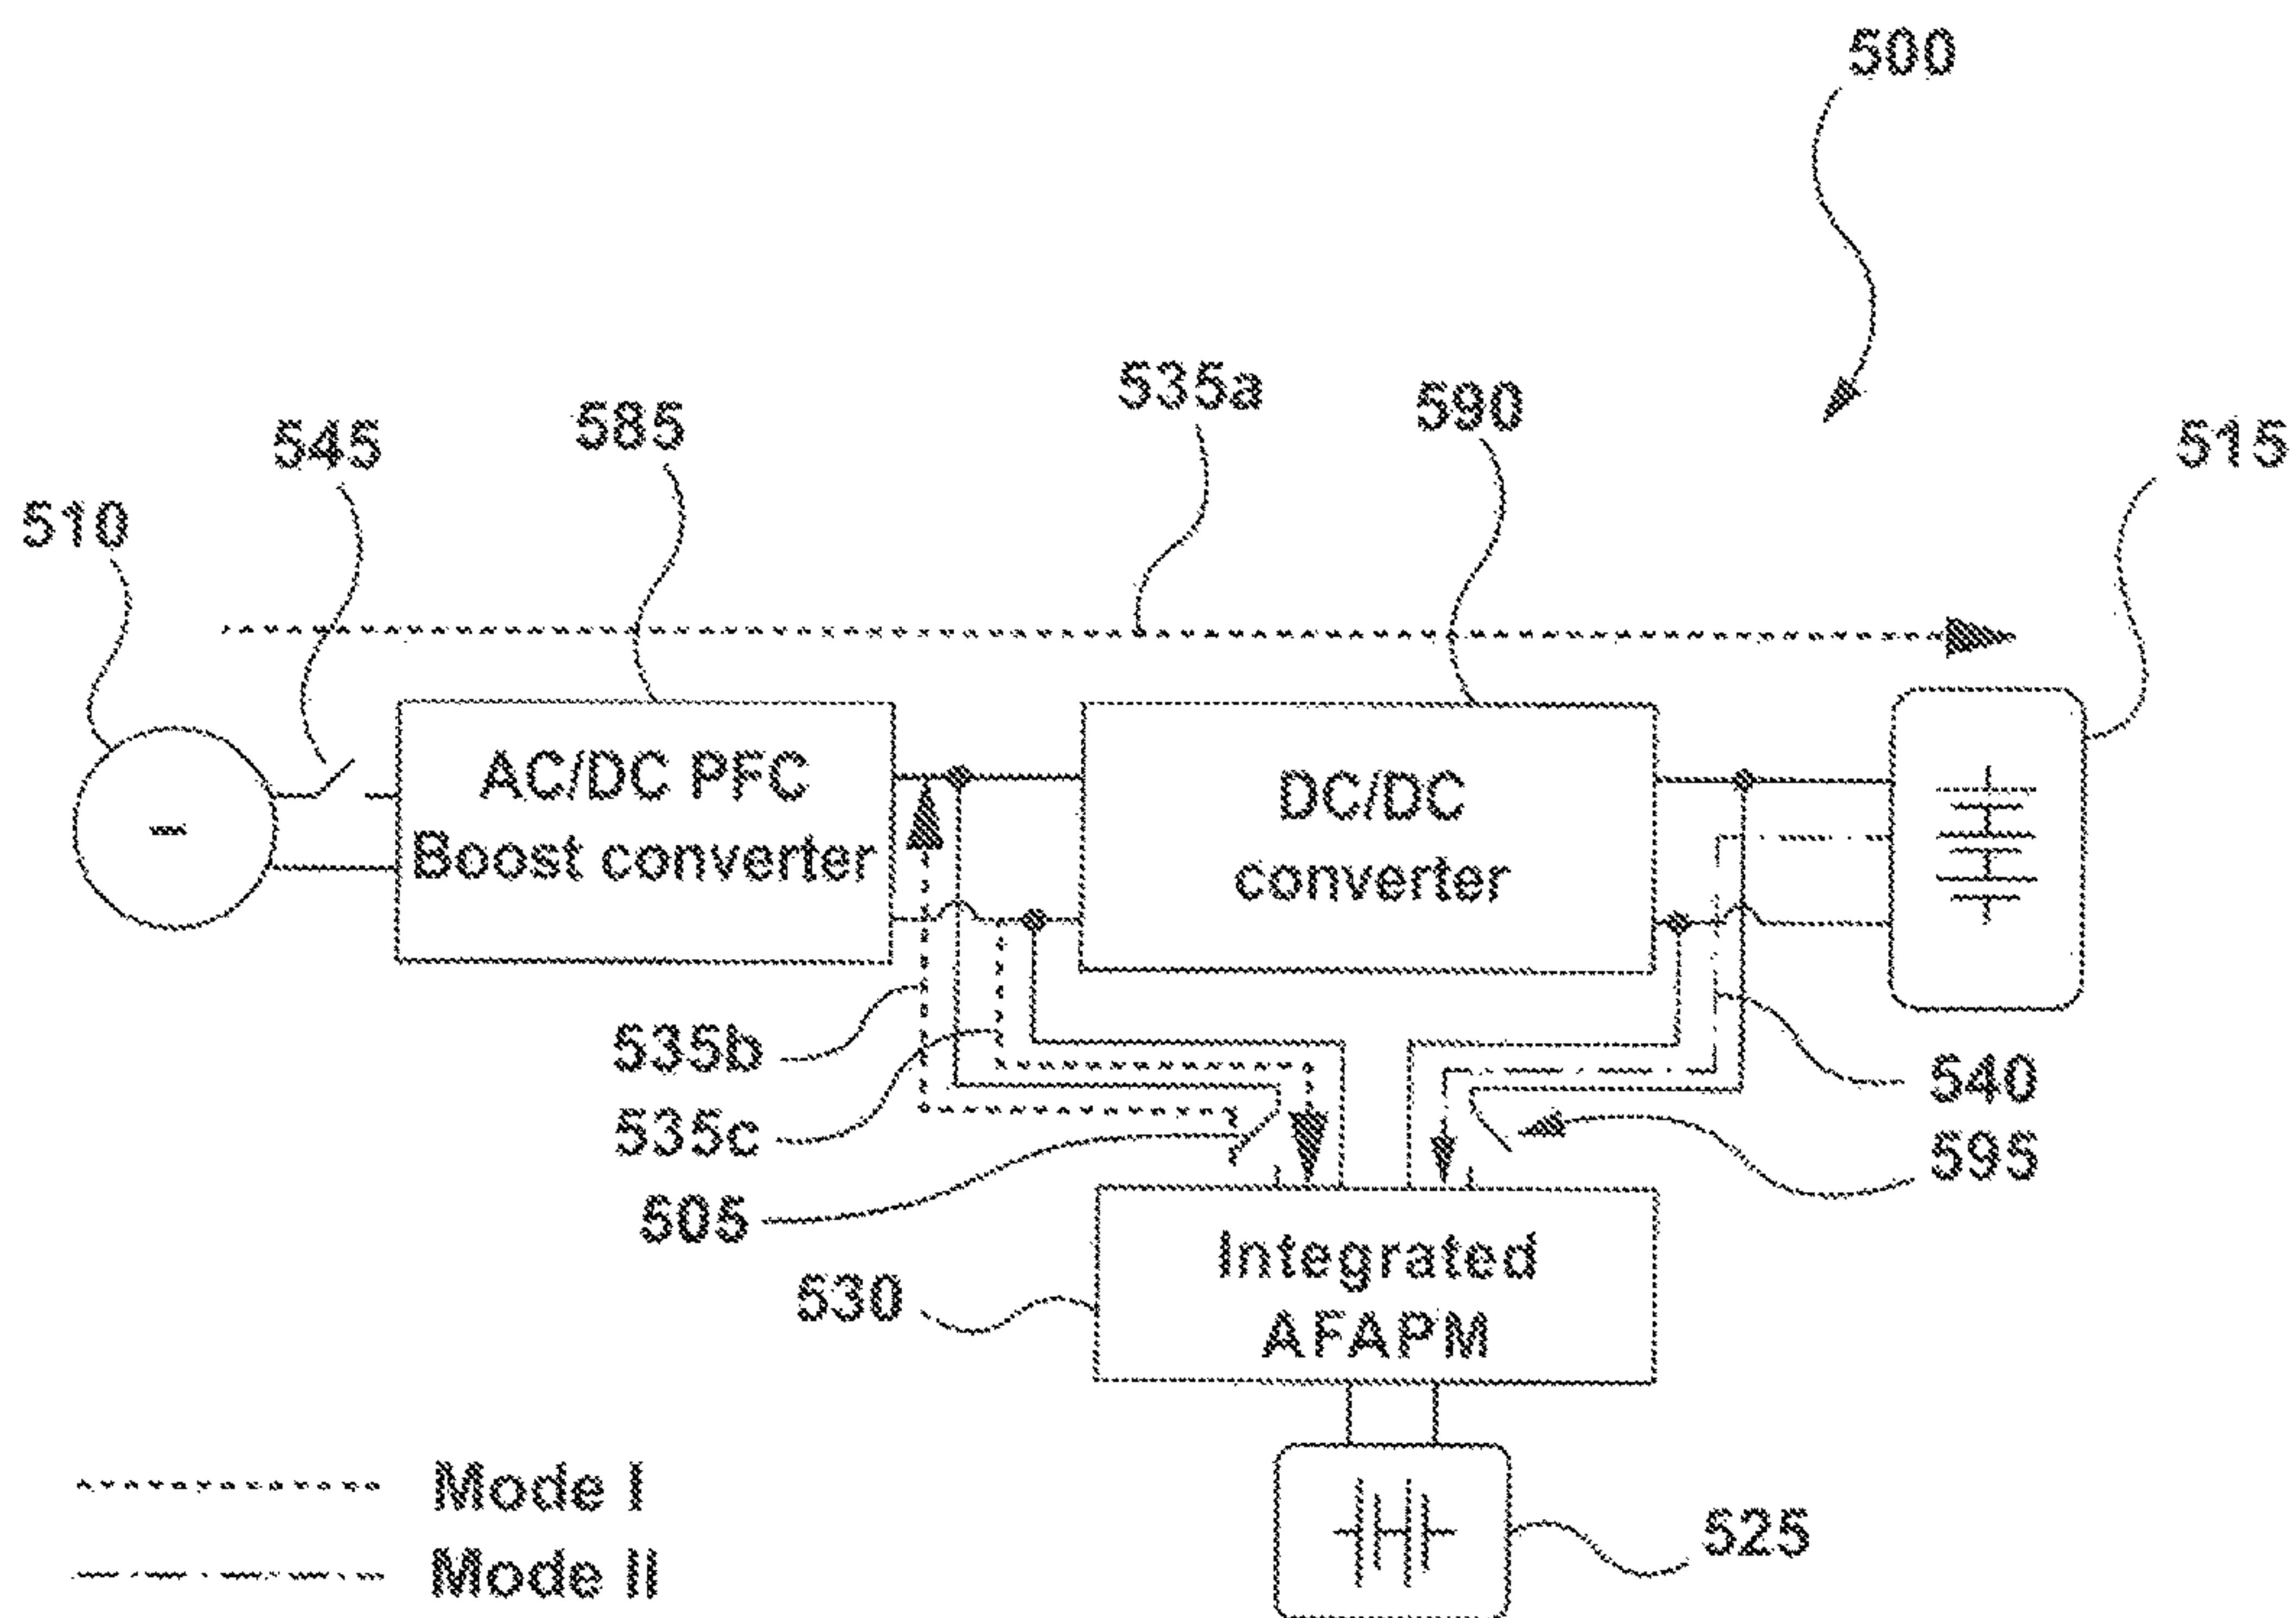 500
535a
590
585
545
515
510
AC/DC PFC
Boost converter
DC/DC
converter
535b
535c
505
530
540
595
Integrated
AFAPM
525
Mode I
Mode II